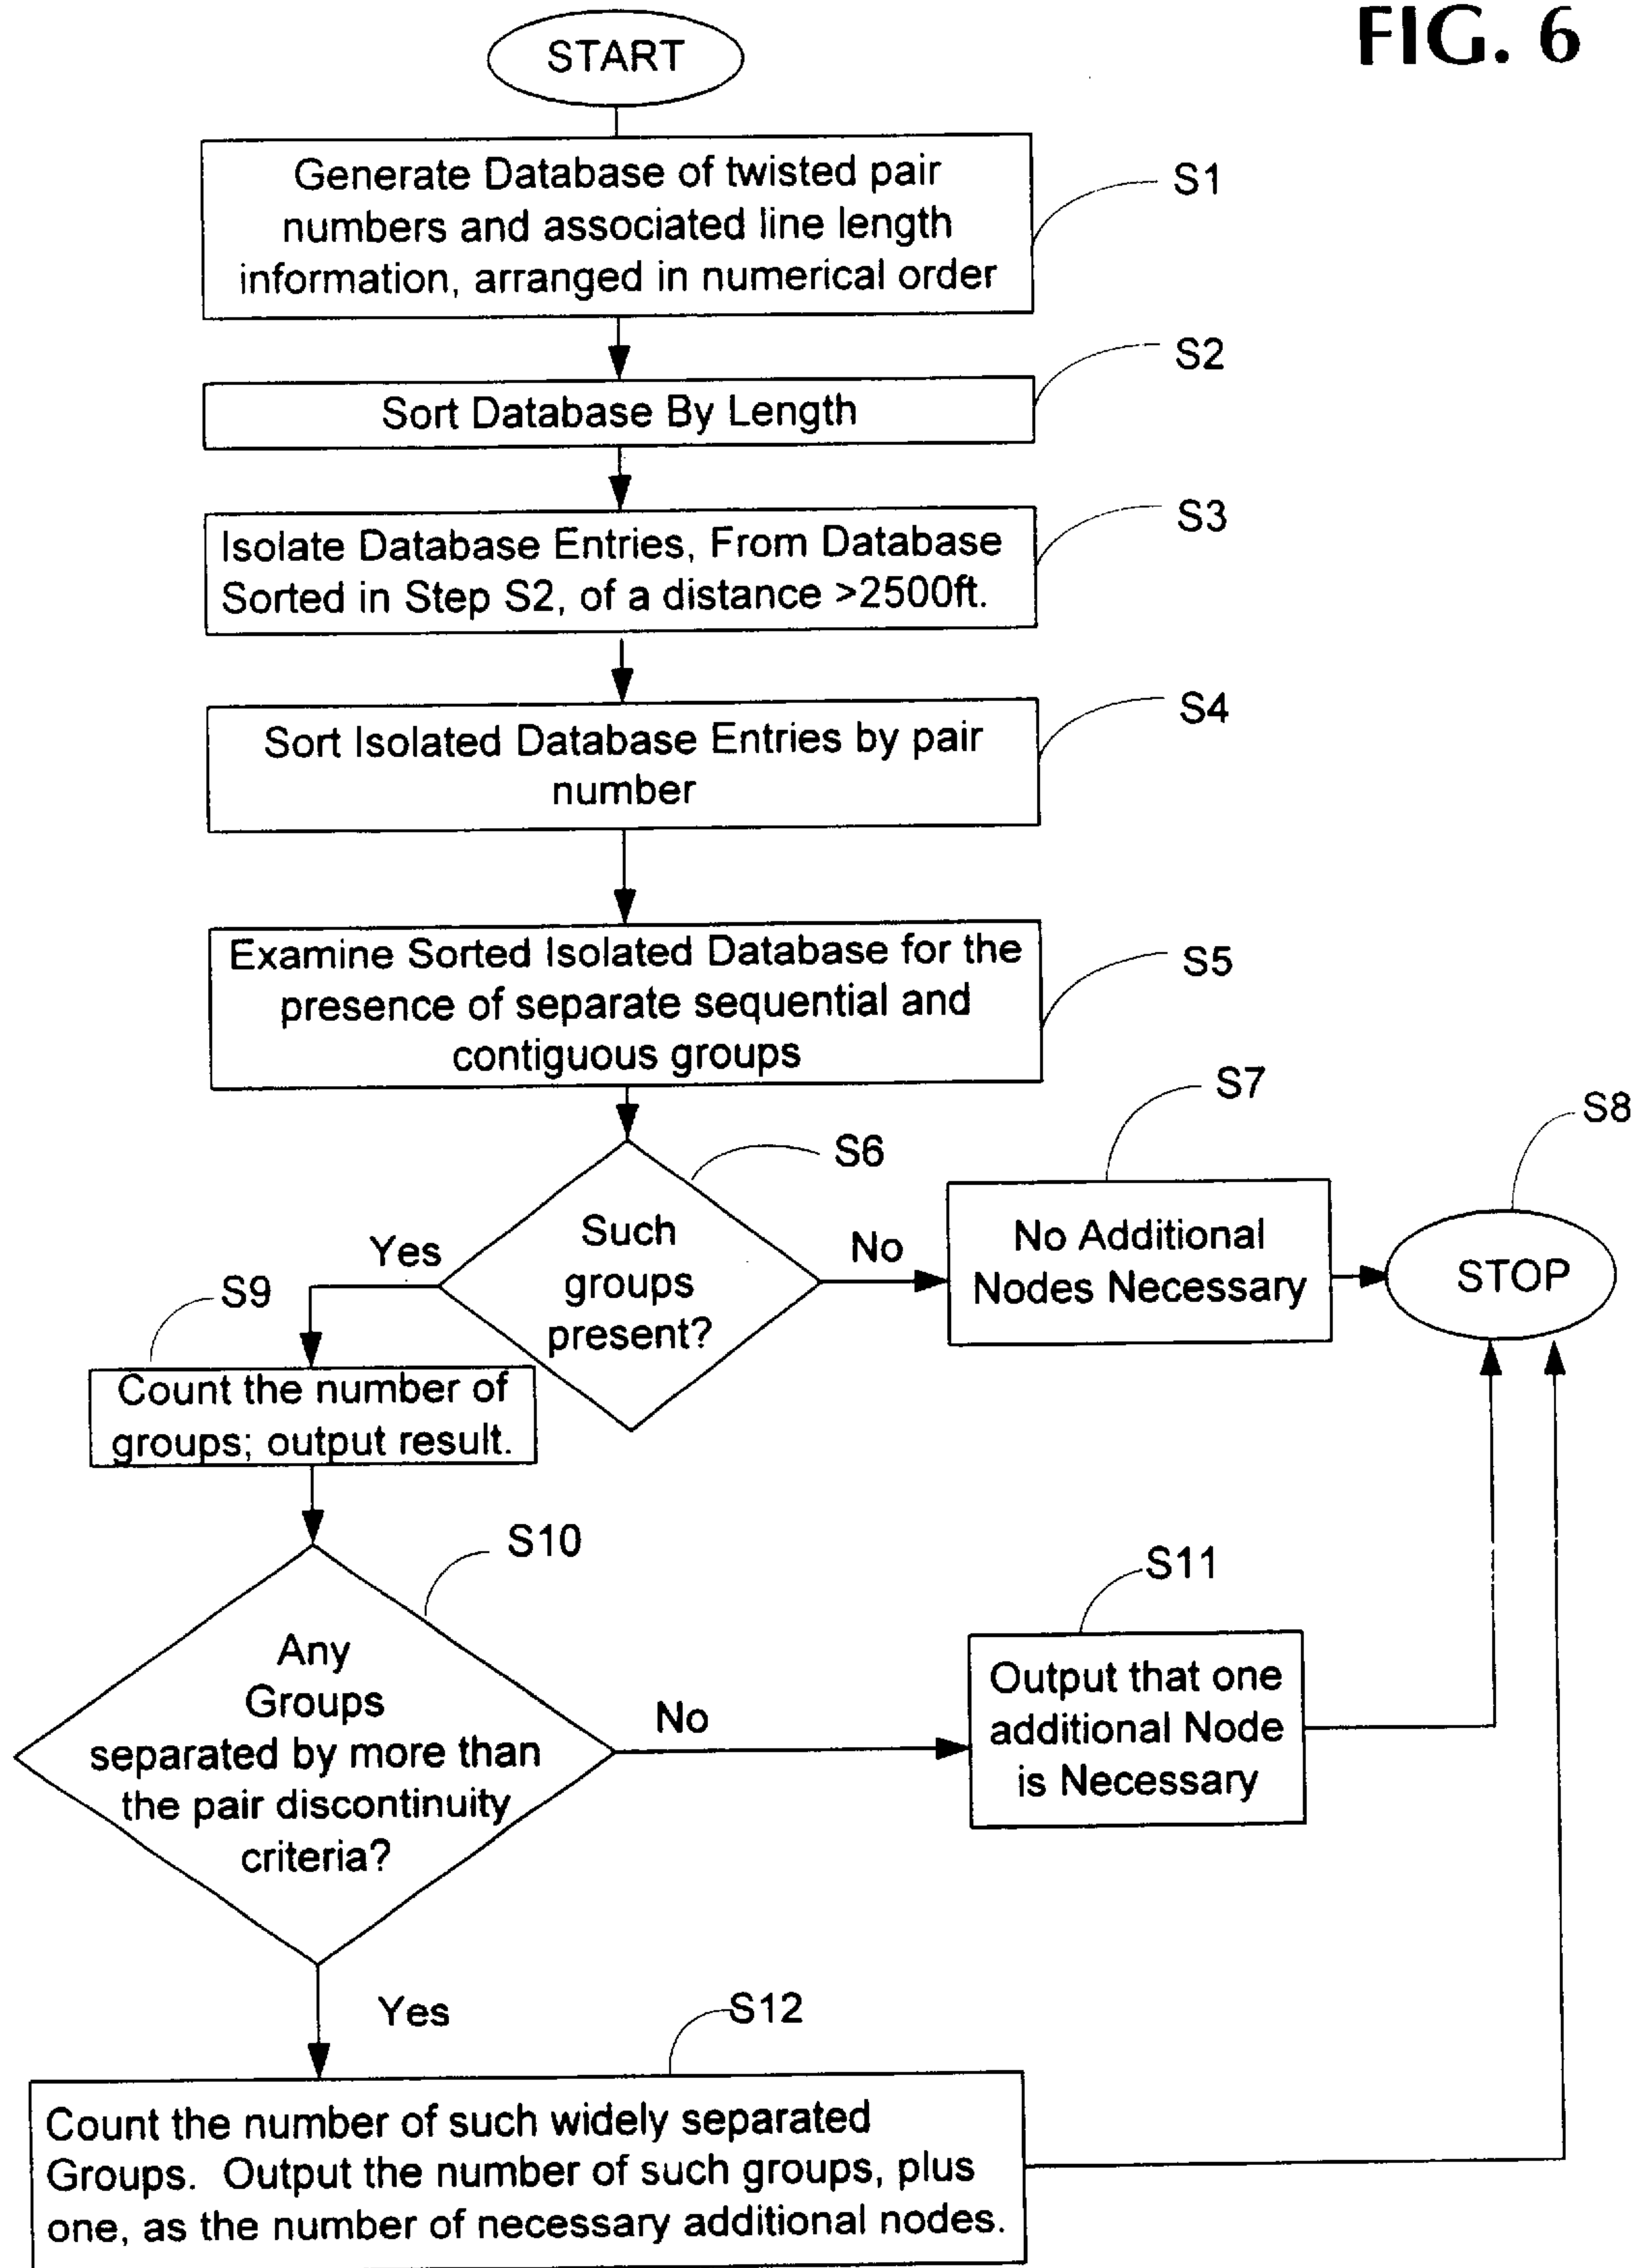 FIG. 6
START
Generate Database of twisted pair
numbers and associated line length
information, arranged in numerical order
S1
Sort Database By Length
S2
Isolate Database Entries, From Database
Sorted in Step S2, of a distance >2500ft.
S3
Sort Isolated Database Entries by pair
number
S4
Examine Sorted Isolated Database for the
presence of separate sequential and
contiguous groups
S5
Such
groups
present?
S6
Yes
No
No Additional
Nodes Necessary
S7
STOP
S8
Count the number of
groups; output result.
S9
Any
Groups
separated by more than
the pair discontinuity
criteria?
S10
No
Output that one
additional Node
is Necessary
S11
Yes
Count the number of such widely separated
Groups. Output the number of such groups, plus
one, as the number of necessary additional nodes.
S12